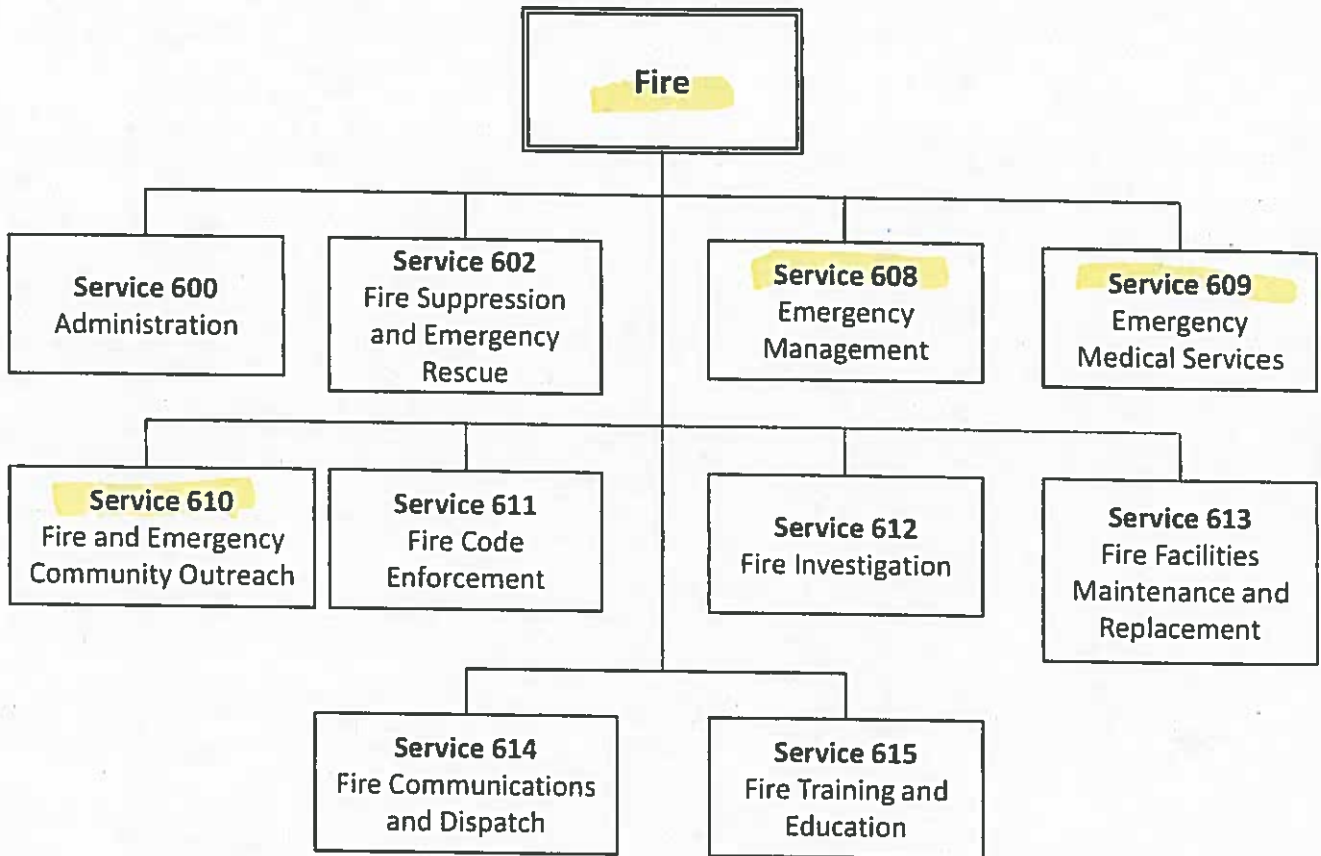 Fire
Service 600
Administration
Service 602
Fire Suppression
and Emergency
Rescue
Service 608
Emergency
Management
Service 609
Emergency
Medical Services
Service 610
Fire and Emergency
Community Outreach
Service 611
Fire Code
Enforcement
Service 612
Fire Investigation
Service 613
Fire Facilities
Maintenance and
Replacement
Service 614
Fire Communications
and Dispatch
Service 615
Fire Training and
Education